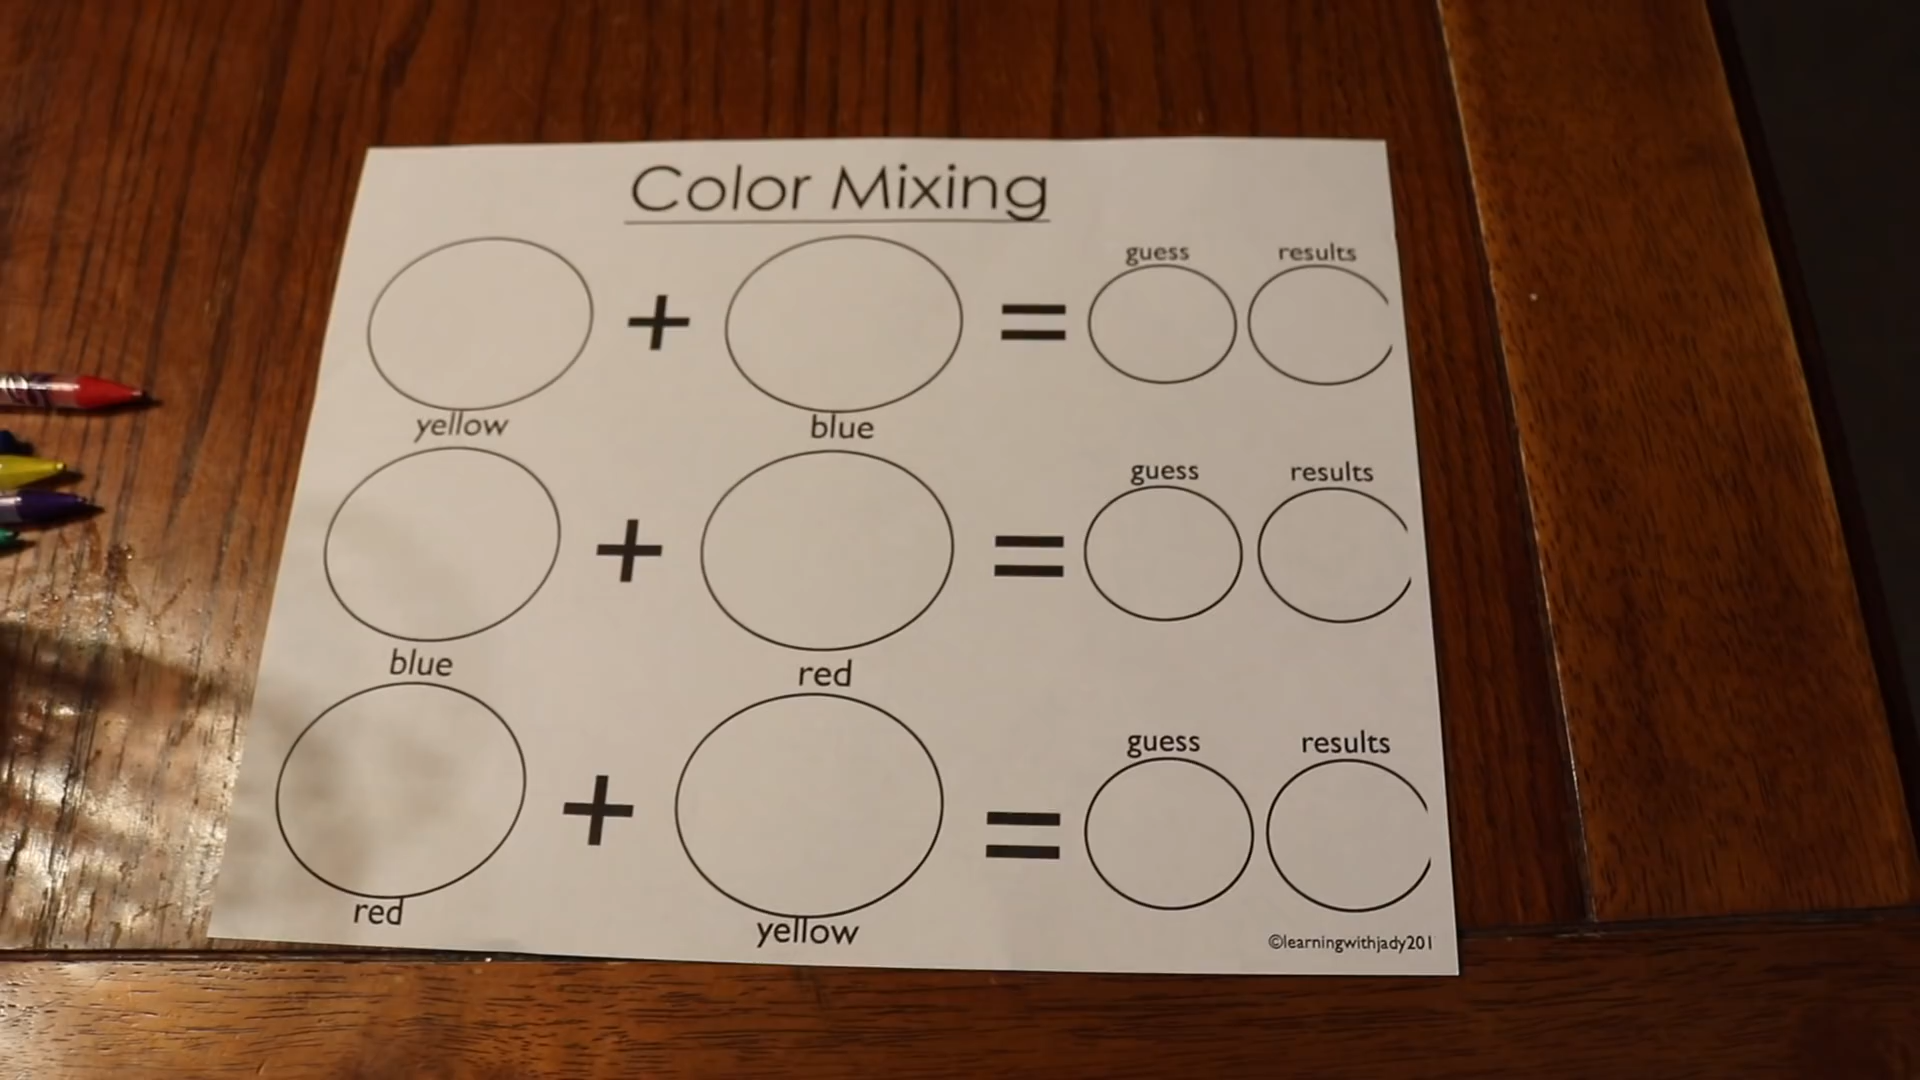 Color Mixing
guess results
+ =
yellow blue
guess results
+ =
blue red
guess results
+ =
red yellow
©learningwithjady201